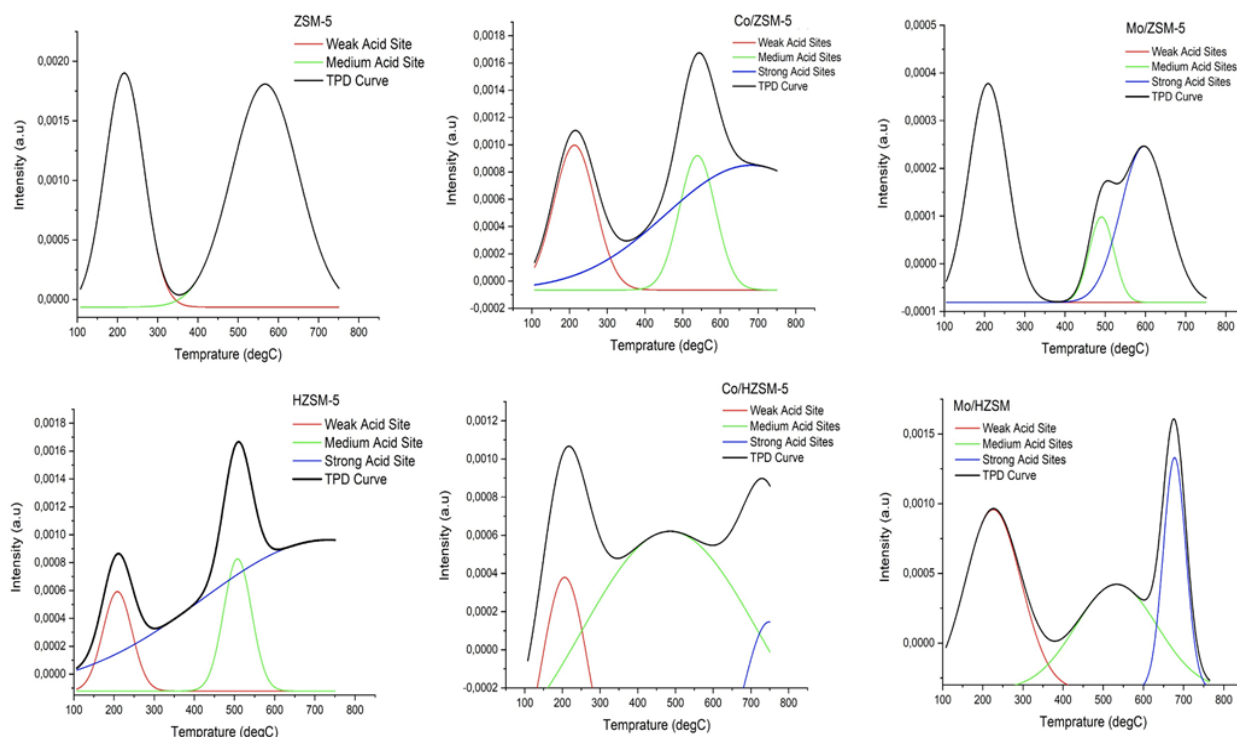 ZSM-5
Weak Acid Site
Medium Acid Site
TPD Curve
Intensity (a.u)
0,0020
0,0015
0,0010
0,0005
0,0000
100 200 300 400 500 600 700 800
Temprature (degC)
Co/ZSM-5
Weak Acid Sites
Medium Acid Sites
Strong Acid Sites
TPD Curve
Intensity (a.u)
0,0018
0,0016
0,0014
0,0012
0,0010
0,0008
0,0006
0,0004
0,0002
0,0000
-0,0002
100 200 300 400 500 600 700 800
Temprature (degC)
Mo/ZSM-5
Weak Acid Sites
Medium Acid Sites
Strong Acid Sites
TPD Curve
Intensity (a.u)
0,0005
0,0004
0,0003
0,0002
0,0001
0,0000
-0,0001
100 200 300 400 500 600 700 800
Temprature (degC)
HZSM-5
Weak Acid Site
Medium Acid Site
Strong Acid Site
TPD Curve
Intensity (a.u)
0,0018
0,0016
0,0014
0,0012
0,0010
0,0008
0,0006
0,0004
0,0002
0,0000
100 200 300 400 500 600 700 800
Temprature (degC)
Co/HZSM-5
Weak Acid Site
Medium Acid Sites
Strong Acid Sites
TPD Curve
Intensity (a.u)
0,0012
0,0010
0,0008
0,0006
0,0004
0,0002
0,0000
-0,0002
100 200 300 400 500 600 700 800
Temprature (degC)
Mo/HZSM
Weak Acid Site
Medium Acid Sites
Strong Acid Sites
TPD Curve
Intensity (a.u)
0,0015
0,0010
0,0005
0,0000
100 200 300 400 500 600 700 800
Temprature (degC)